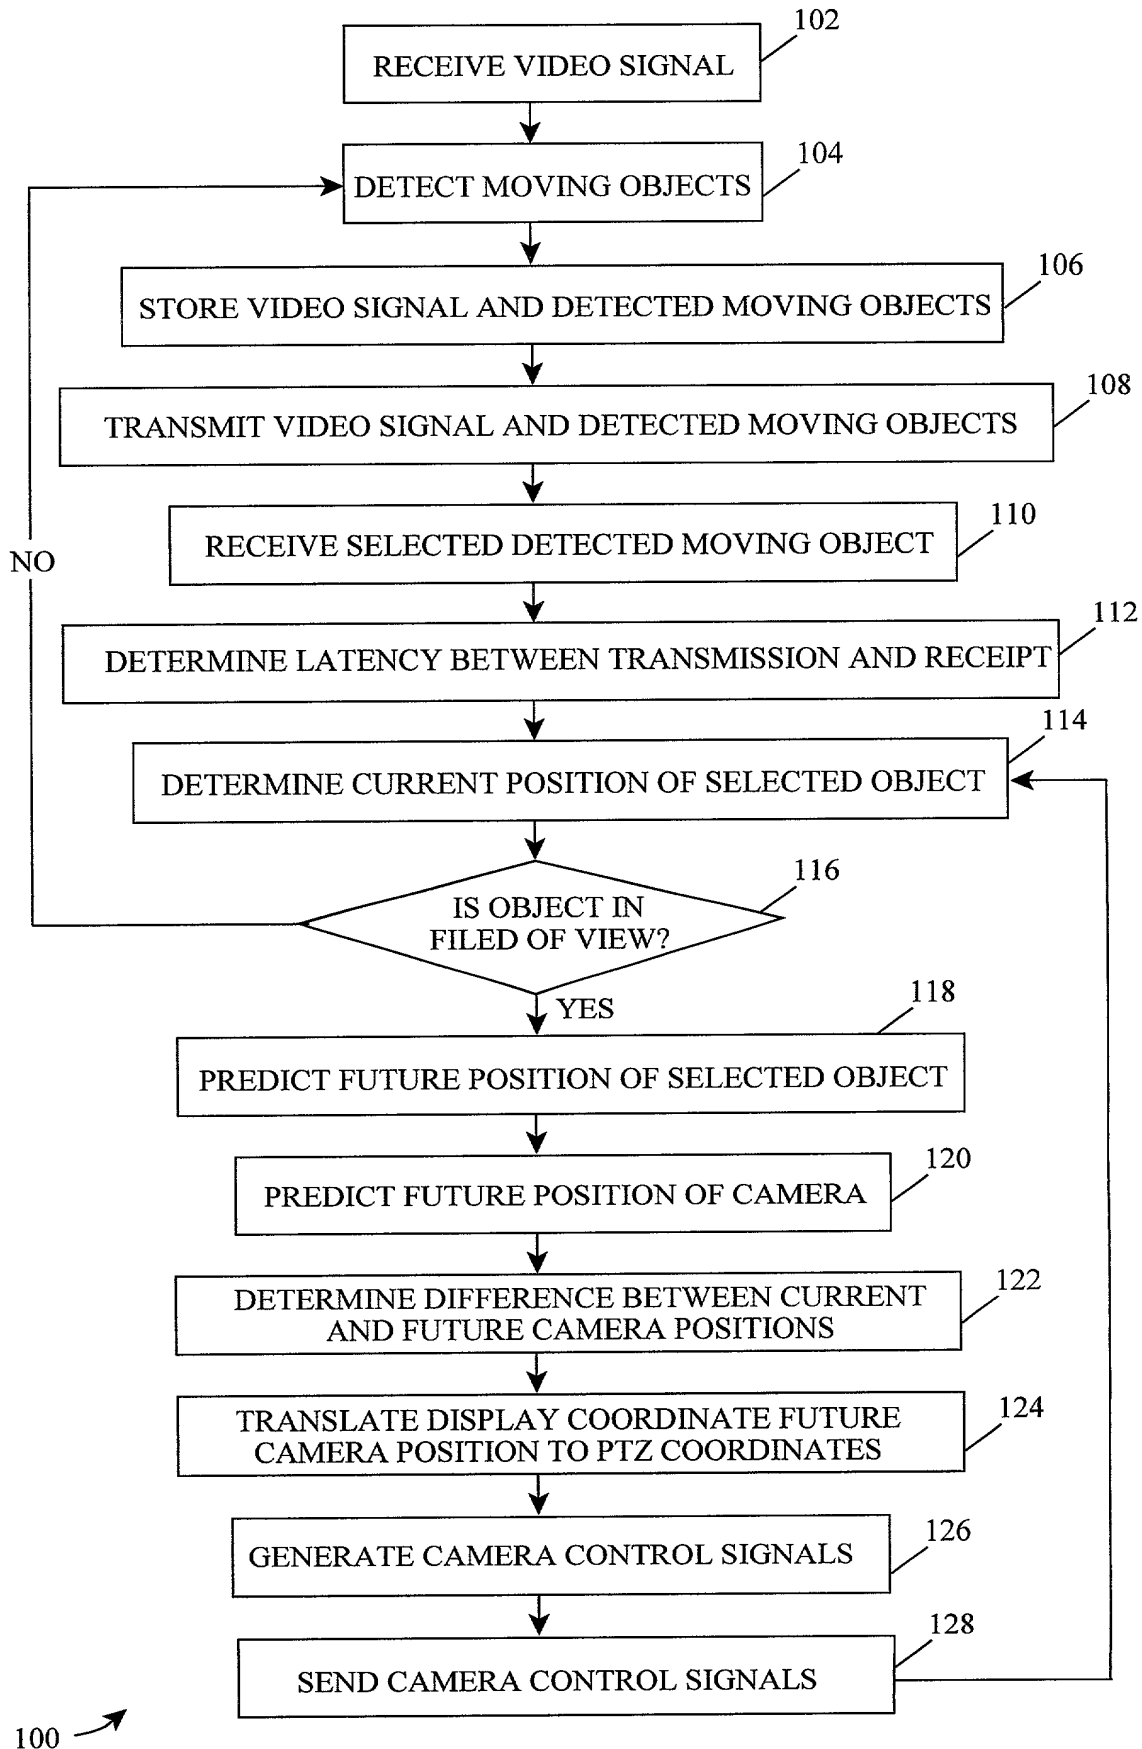 102
RECEIVE VIDEO SIGNAL
104
DETECT MOVING OBJECTS
106
STORE VIDEO SIGNAL AND DETECTED MOVING OBJECTS
108
TRANSMIT VIDEO SIGNAL AND DETECTED MOVING OBJECTS
110
RECEIVE SELECTED DETECTED MOVING OBJECT
NO
112
DETERMINE LATENCY BETWEEN TRANSMISSION AND RECEIPT
114
DETERMINE CURRENT POSITION OF SELECTED OBJECT
116
IS OBJECT IN
FILED OF VIEW?
YES
118
PREDICT FUTURE POSITION OF SELECTED OBJECT
120
PREDICT FUTURE POSITION OF CAMERA
122
DETERMINE DIFFERENCE BETWEEN CURRENT
AND FUTURE CAMERA POSITIONS
124
TRANSLATE DISPLAY COORDINATE FUTURE
CAMERA POSITION TO PTZ COORDINATES
126
GENERATE CAMERA CONTROL SIGNALS
128
SEND CAMERA CONTROL SIGNALS
100